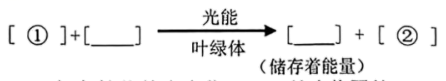 光能
[ ① ]+[____] → [____] + [ ② ]
叶绿体
(储存着能量)